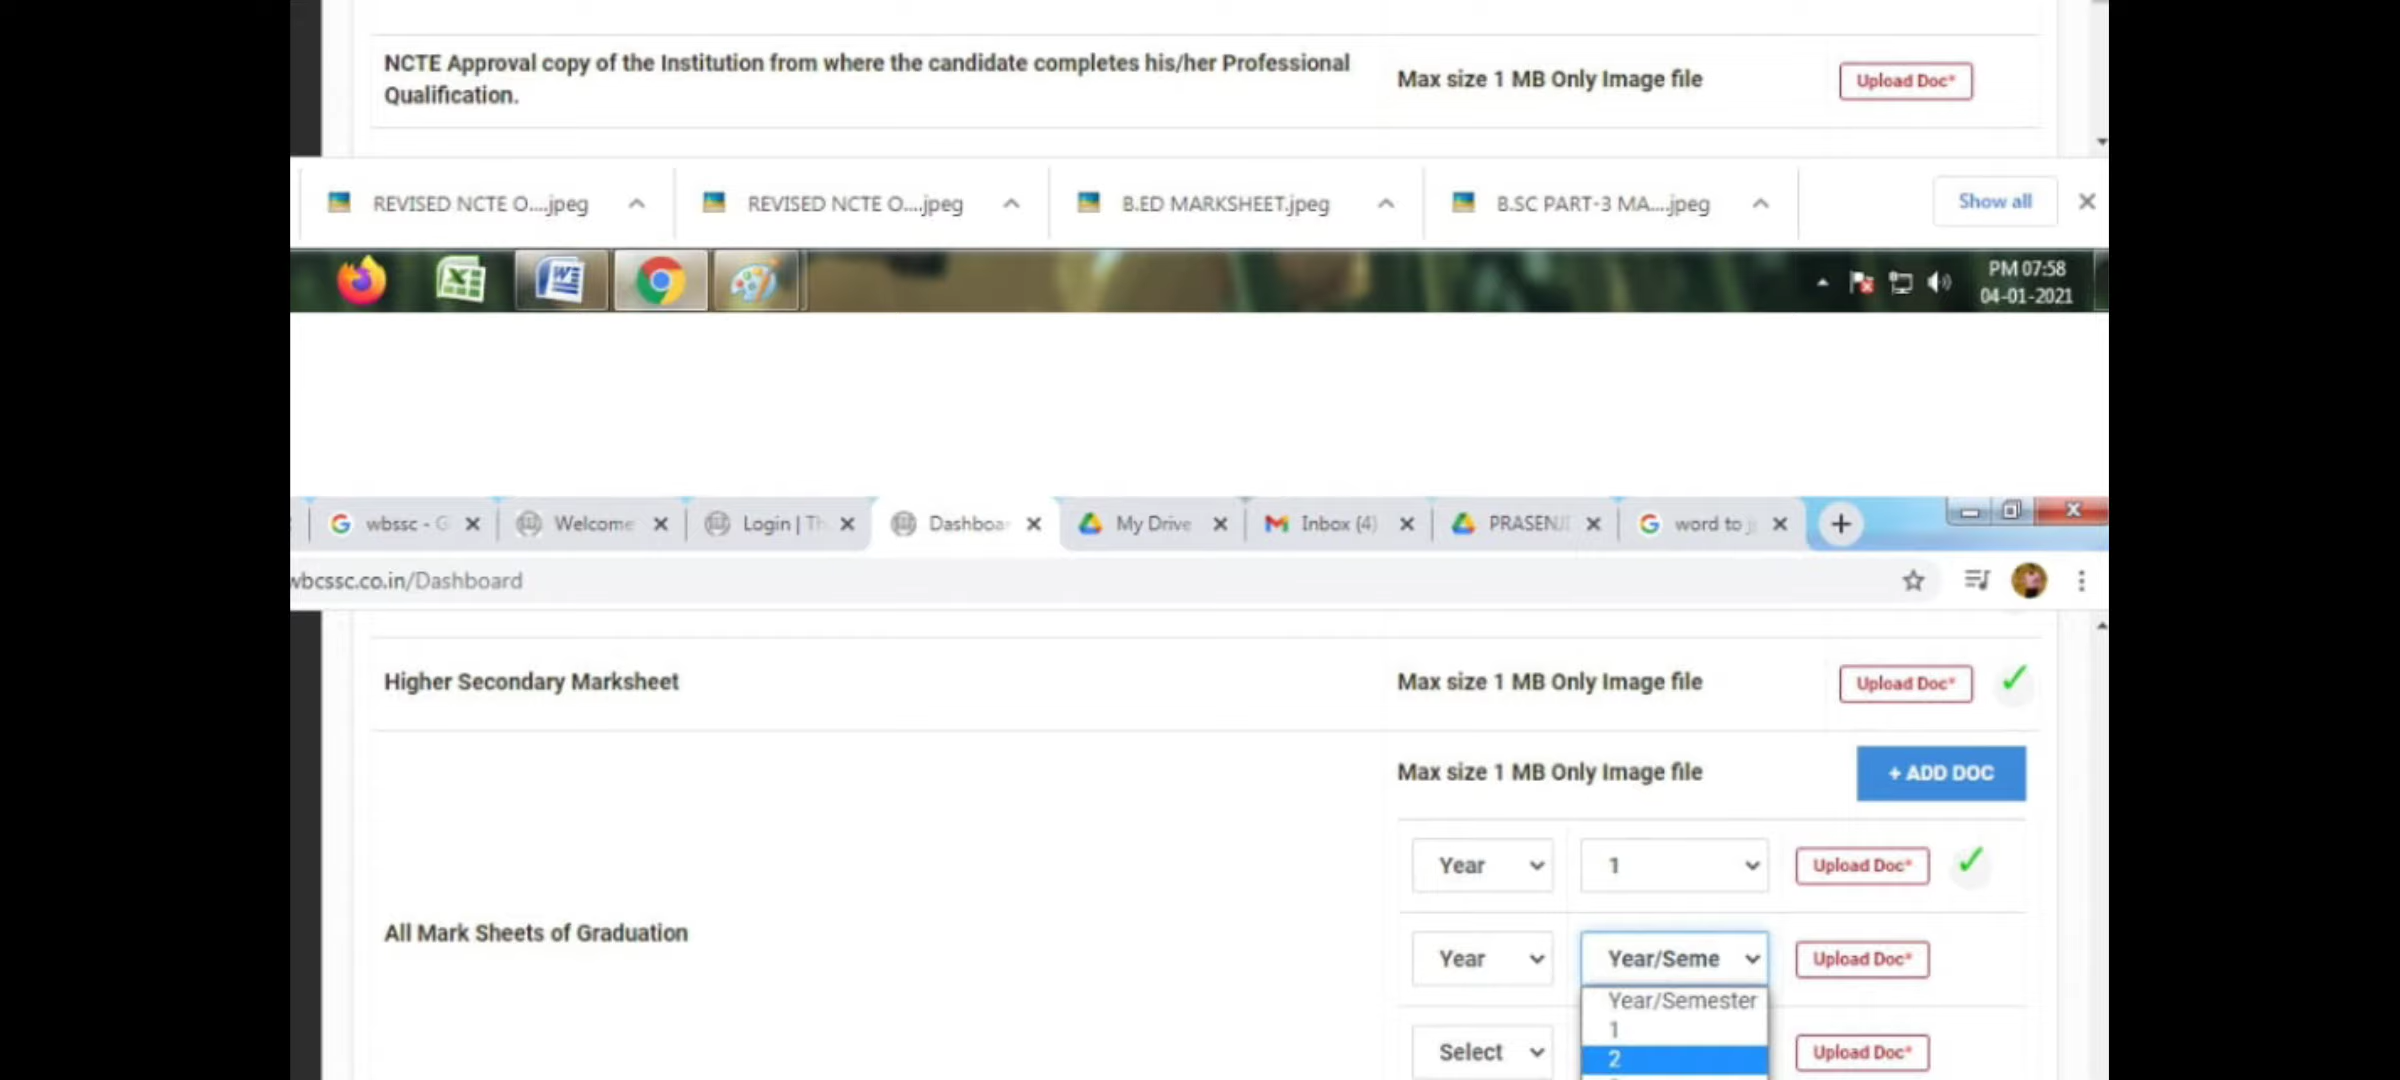 NCTE Approval copy of the Institution from where the candidate completes his/her Professional
Qualification.
Max size 1 MB Only Image file
Upload Doc*
REVISED NCTE O....jpeg
REVISED NCTE O....jpeg
B.ED MARKSHEET.jpeg
B.SC PART-3 MA....jpeg
Show all
PM 07:58
04-01-2021
wbssc - G
Welcome
Login | Th
Dashboar
My Drive
Inbox (4)
PRASENJI
word to j
wbcssc.co.in/Dashboard
Higher Secondary Marksheet
Max size 1 MB Only Image file
Upload Doc*
Max size 1 MB Only Image file
+ ADD DOC
Year
1
Upload Doc*
All Mark Sheets of Graduation
Year
Year/Seme
Upload Doc*
Year/Semester
1
Select
2
Upload Doc*